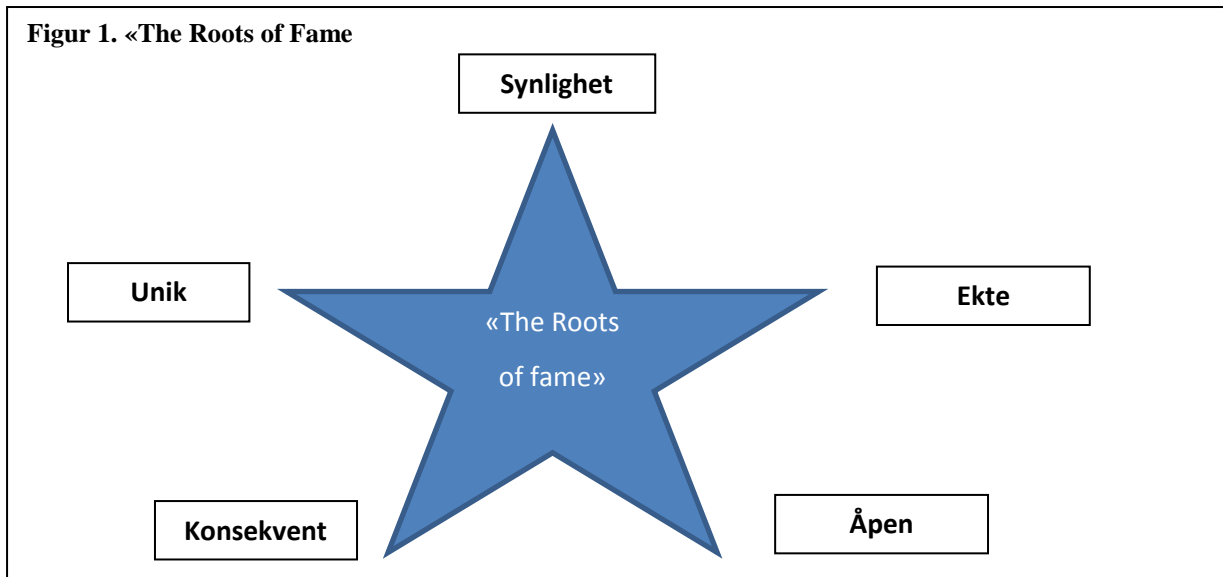 Figur 1. «The Roots of Fame
Synlighet
Unik
Ekte
«The Roots
of fame»
Konsekvent
Åpen